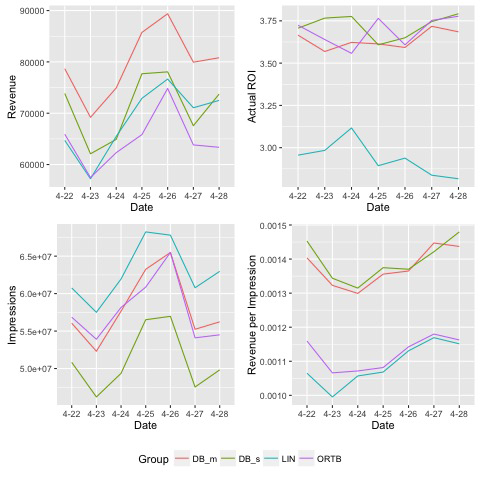 90000
80000
70000
60000
Revenue
4-22 4-23 4-24 4-25 4-26 4-27 4-28
Date
3.75
3.50
3.25
3.00
Actual ROI
4-22 4-23 4-24 4-25 4-26 4-27 4-28
Date
6.5e+07
6.0e+07
5.5e+07
5.0e+07
Impressions
4-22 4-23 4-24 4-25 4-26 4-27 4-28
Date
0.0015
0.0014
0.0013
0.0012
0.0011
0.0010
Revenue per Impression
4-22 4-23 4-24 4-25 4-26 4-27 4-28
Date
Group DB_m DB_s LIN ORTB